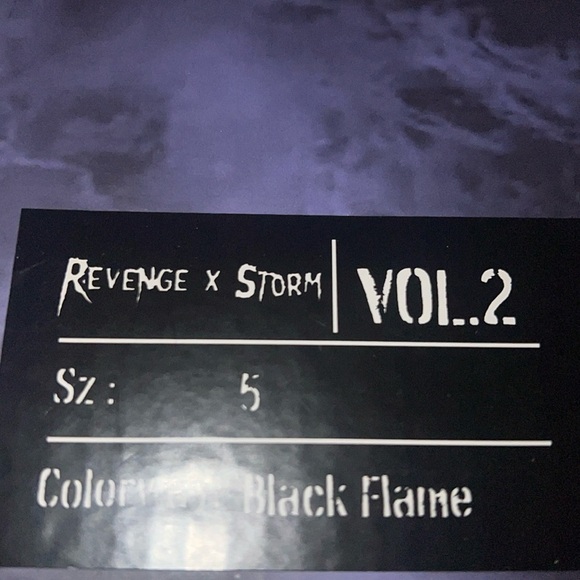 REVENGE X STORM VOL.2
Sz: 5
Black Flame